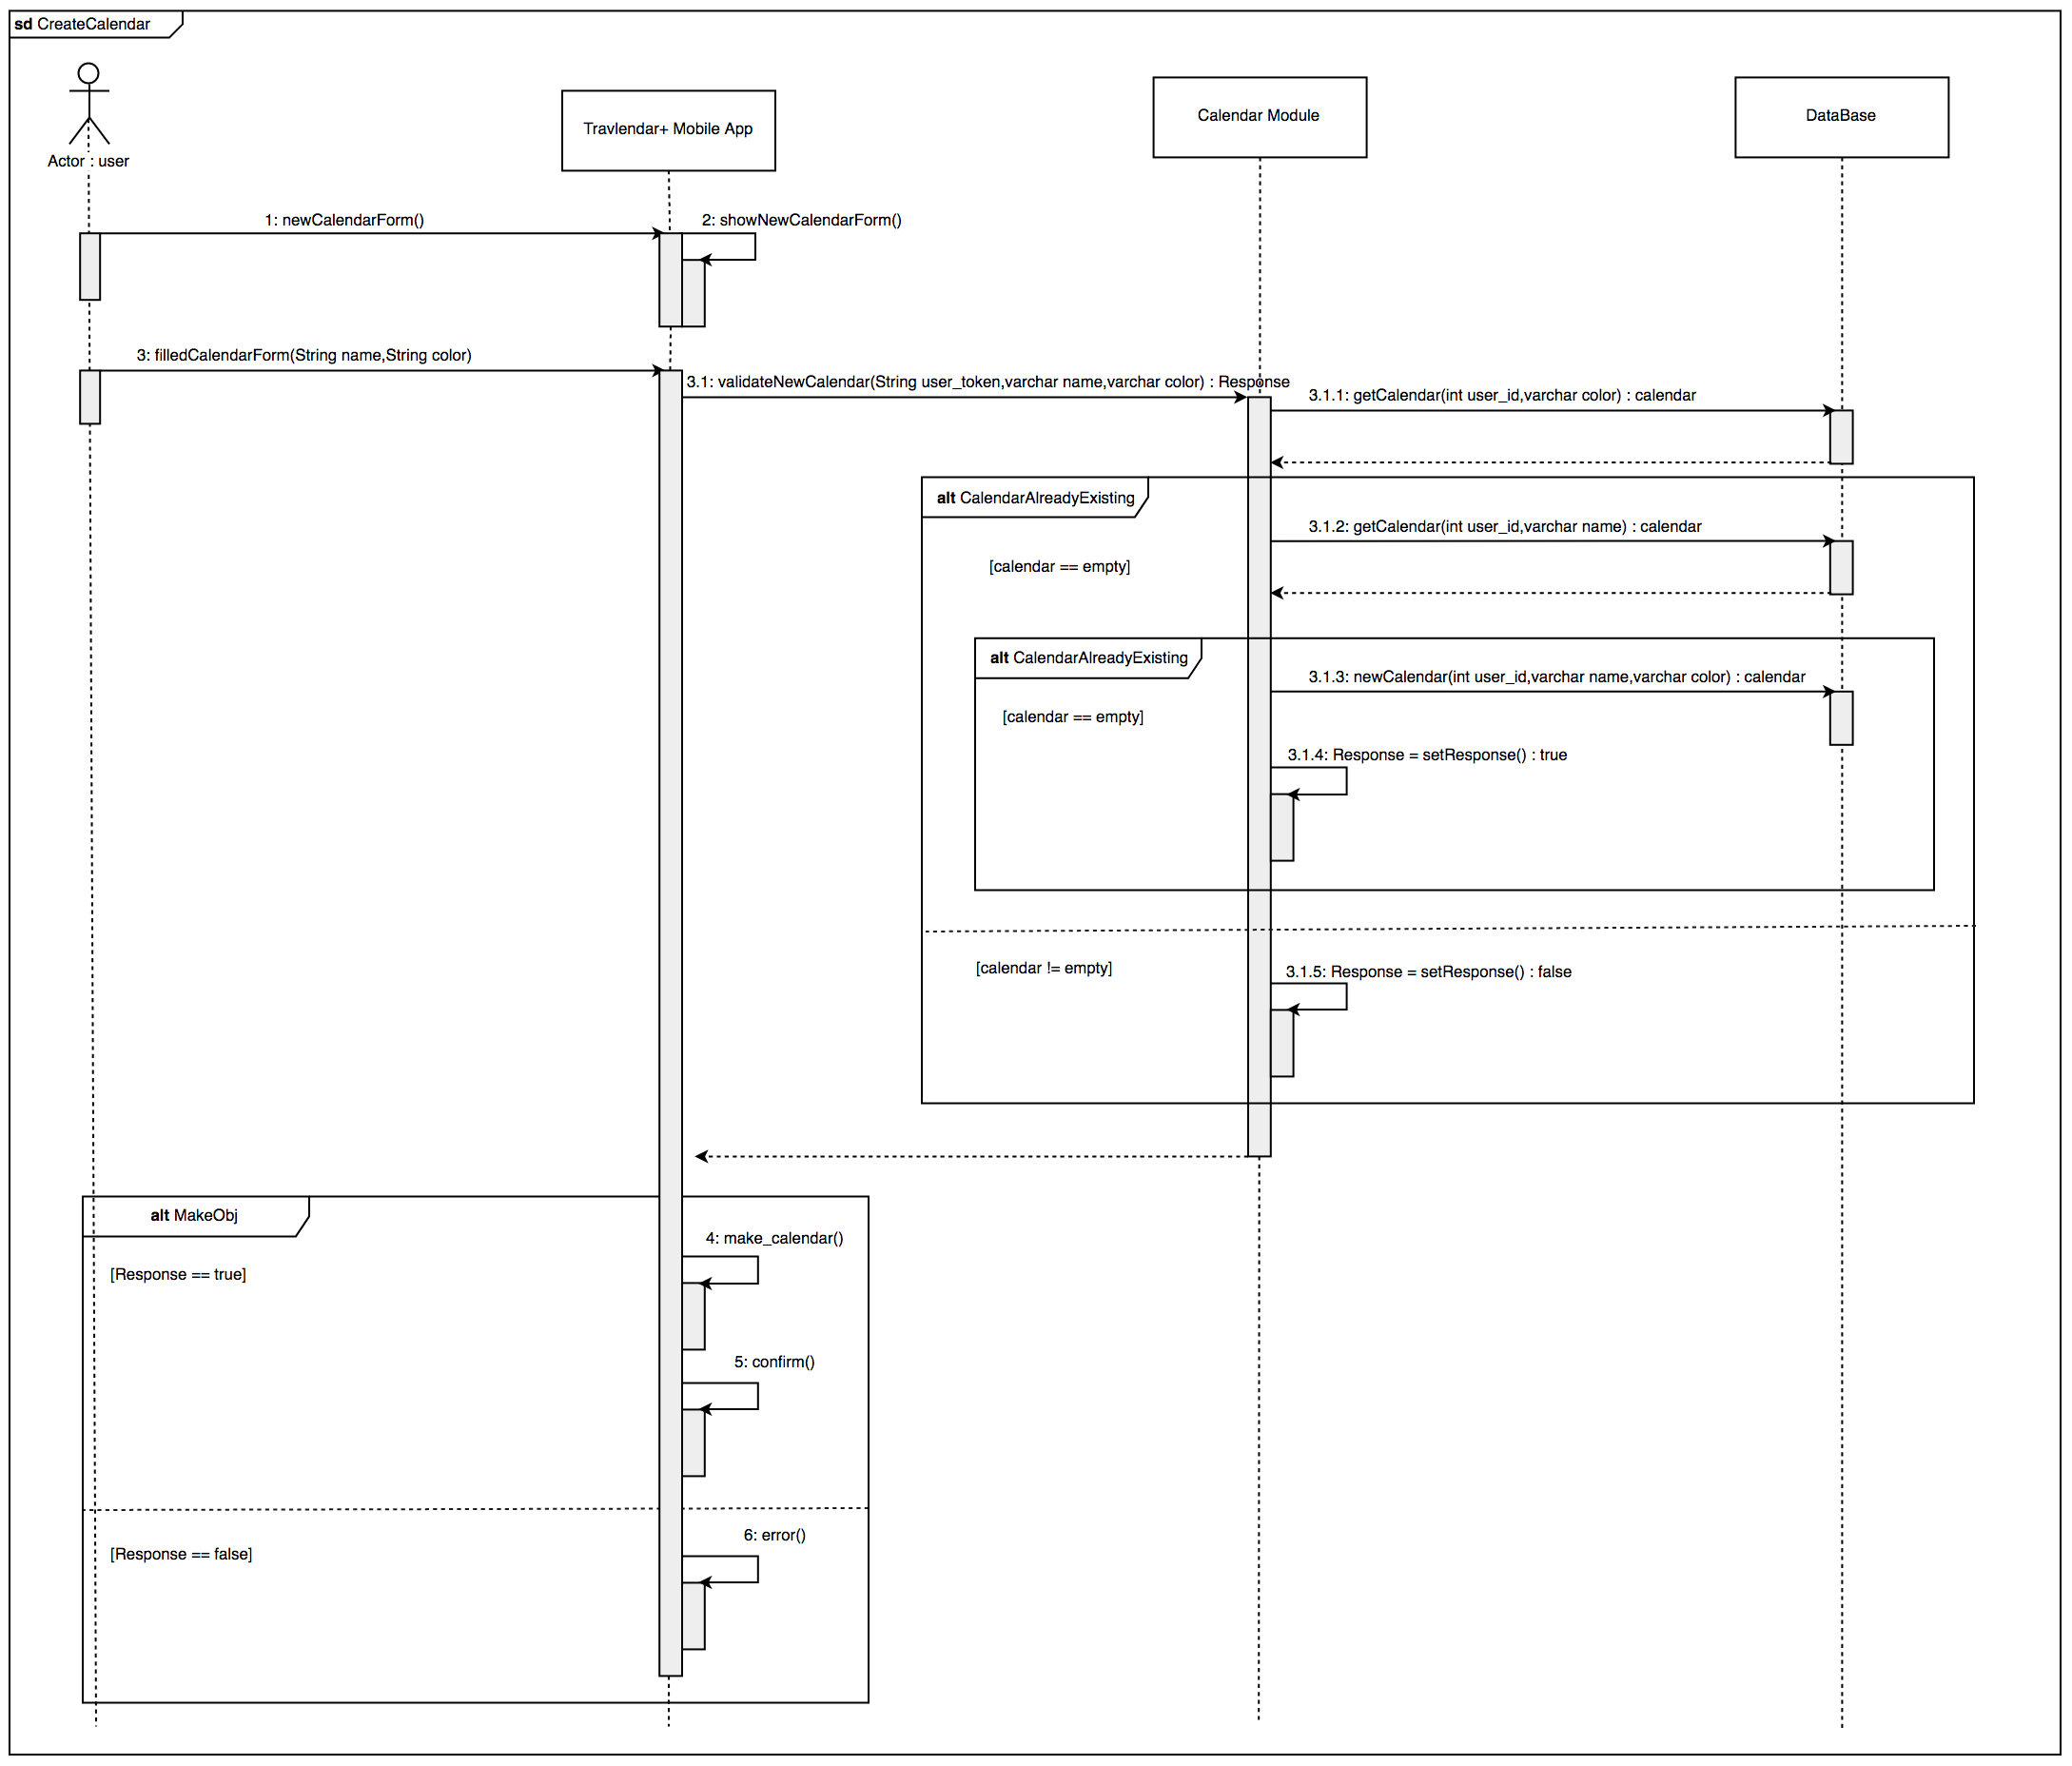 sd CreateCalendar
Actor : user
Travlendar+ Mobile App
Calendar Module
DataBase
1: newCalendarForm()
2: showNewCalendarForm()
3: filledCalendarForm(String name,String color)
3.1: validateNewCalendar(String user_token,varchar name,varchar color) : Response
3.1.1: getCalendar(int user_id,varchar color) : calendar
alt CalendarAlreadyExisting
3.1.2: getCalendar(int user_id,varchar name) : calendar
[calendar == empty]
alt CalendarAlreadyExisting
3.1.3: newCalendar(int user_id,varchar name,varchar color) : calendar
[calendar == empty]
3.1.4: Response = setResponse() : true
[calendar != empty]
3.1.5: Response = setResponse() : false
alt MakeObj
4: make_calendar()
[Response == true]
5: confirm()
6: error()
[Response == false]